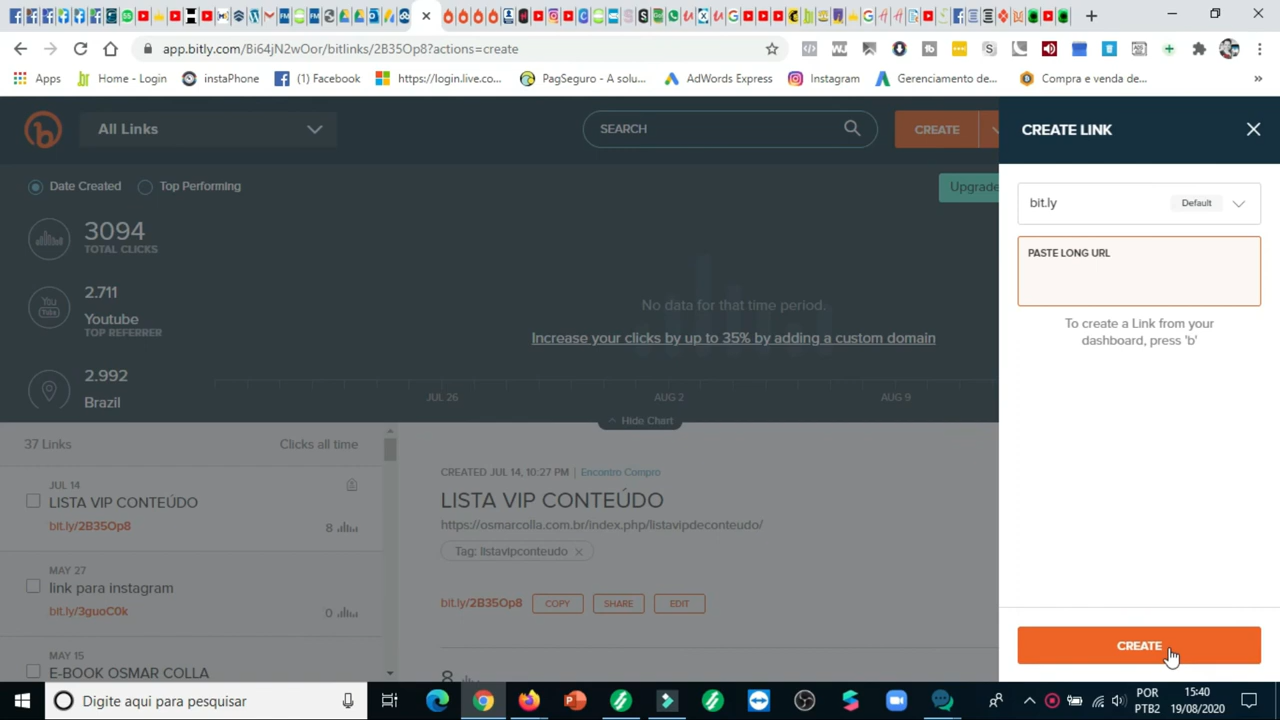 app.bitly.com/Bi64jN2wOor/bitlinks/2B35Op8?actions=create
Apps
Home - Login
instaPhone
(1) Facebook
https://login.live.co...
PagSeguro - A solu...
AdWords Express
Instagram
Gerenciamento de...
Compra e venda de...
»
All Links
SEARCH
CREATE
CREATE LINK
Date Created
Top Performing
Upgrade
bit.ly
Default
3094
TOTAL CLICKS
PASTE LONG URL
2.711
Youtube
TOP REFERRER
No data for that time period.
Increase your clicks by up to 35% by adding a custom domain
To create a Link from your
dashboard, press 'b'
2.992
Brazil
JUL 26
AUG 2
AUG 9
Hide Chart
37 Links
Clicks all time
JUL 14
LISTA VIP CONTEÚDO
bit.ly/2B35Op8
8
MAY 27
link para instagram
bit.ly/3guoC0k
0
MAY 15
E-BOOK OSMAR COLLA
CREATED JUL 14, 10:27 PM | Encontro Compro
LISTA VIP CONTEÚDO
https://osmarcolla.com.br/index.php/listavipdeconteudo/
Tag: listavipconteudo ×
bit.ly/2B35Op8
COPY
SHARE
EDIT
8
CREATE
Digite aqui para pesquisar
POR
PTB2
15:40
19/08/2020